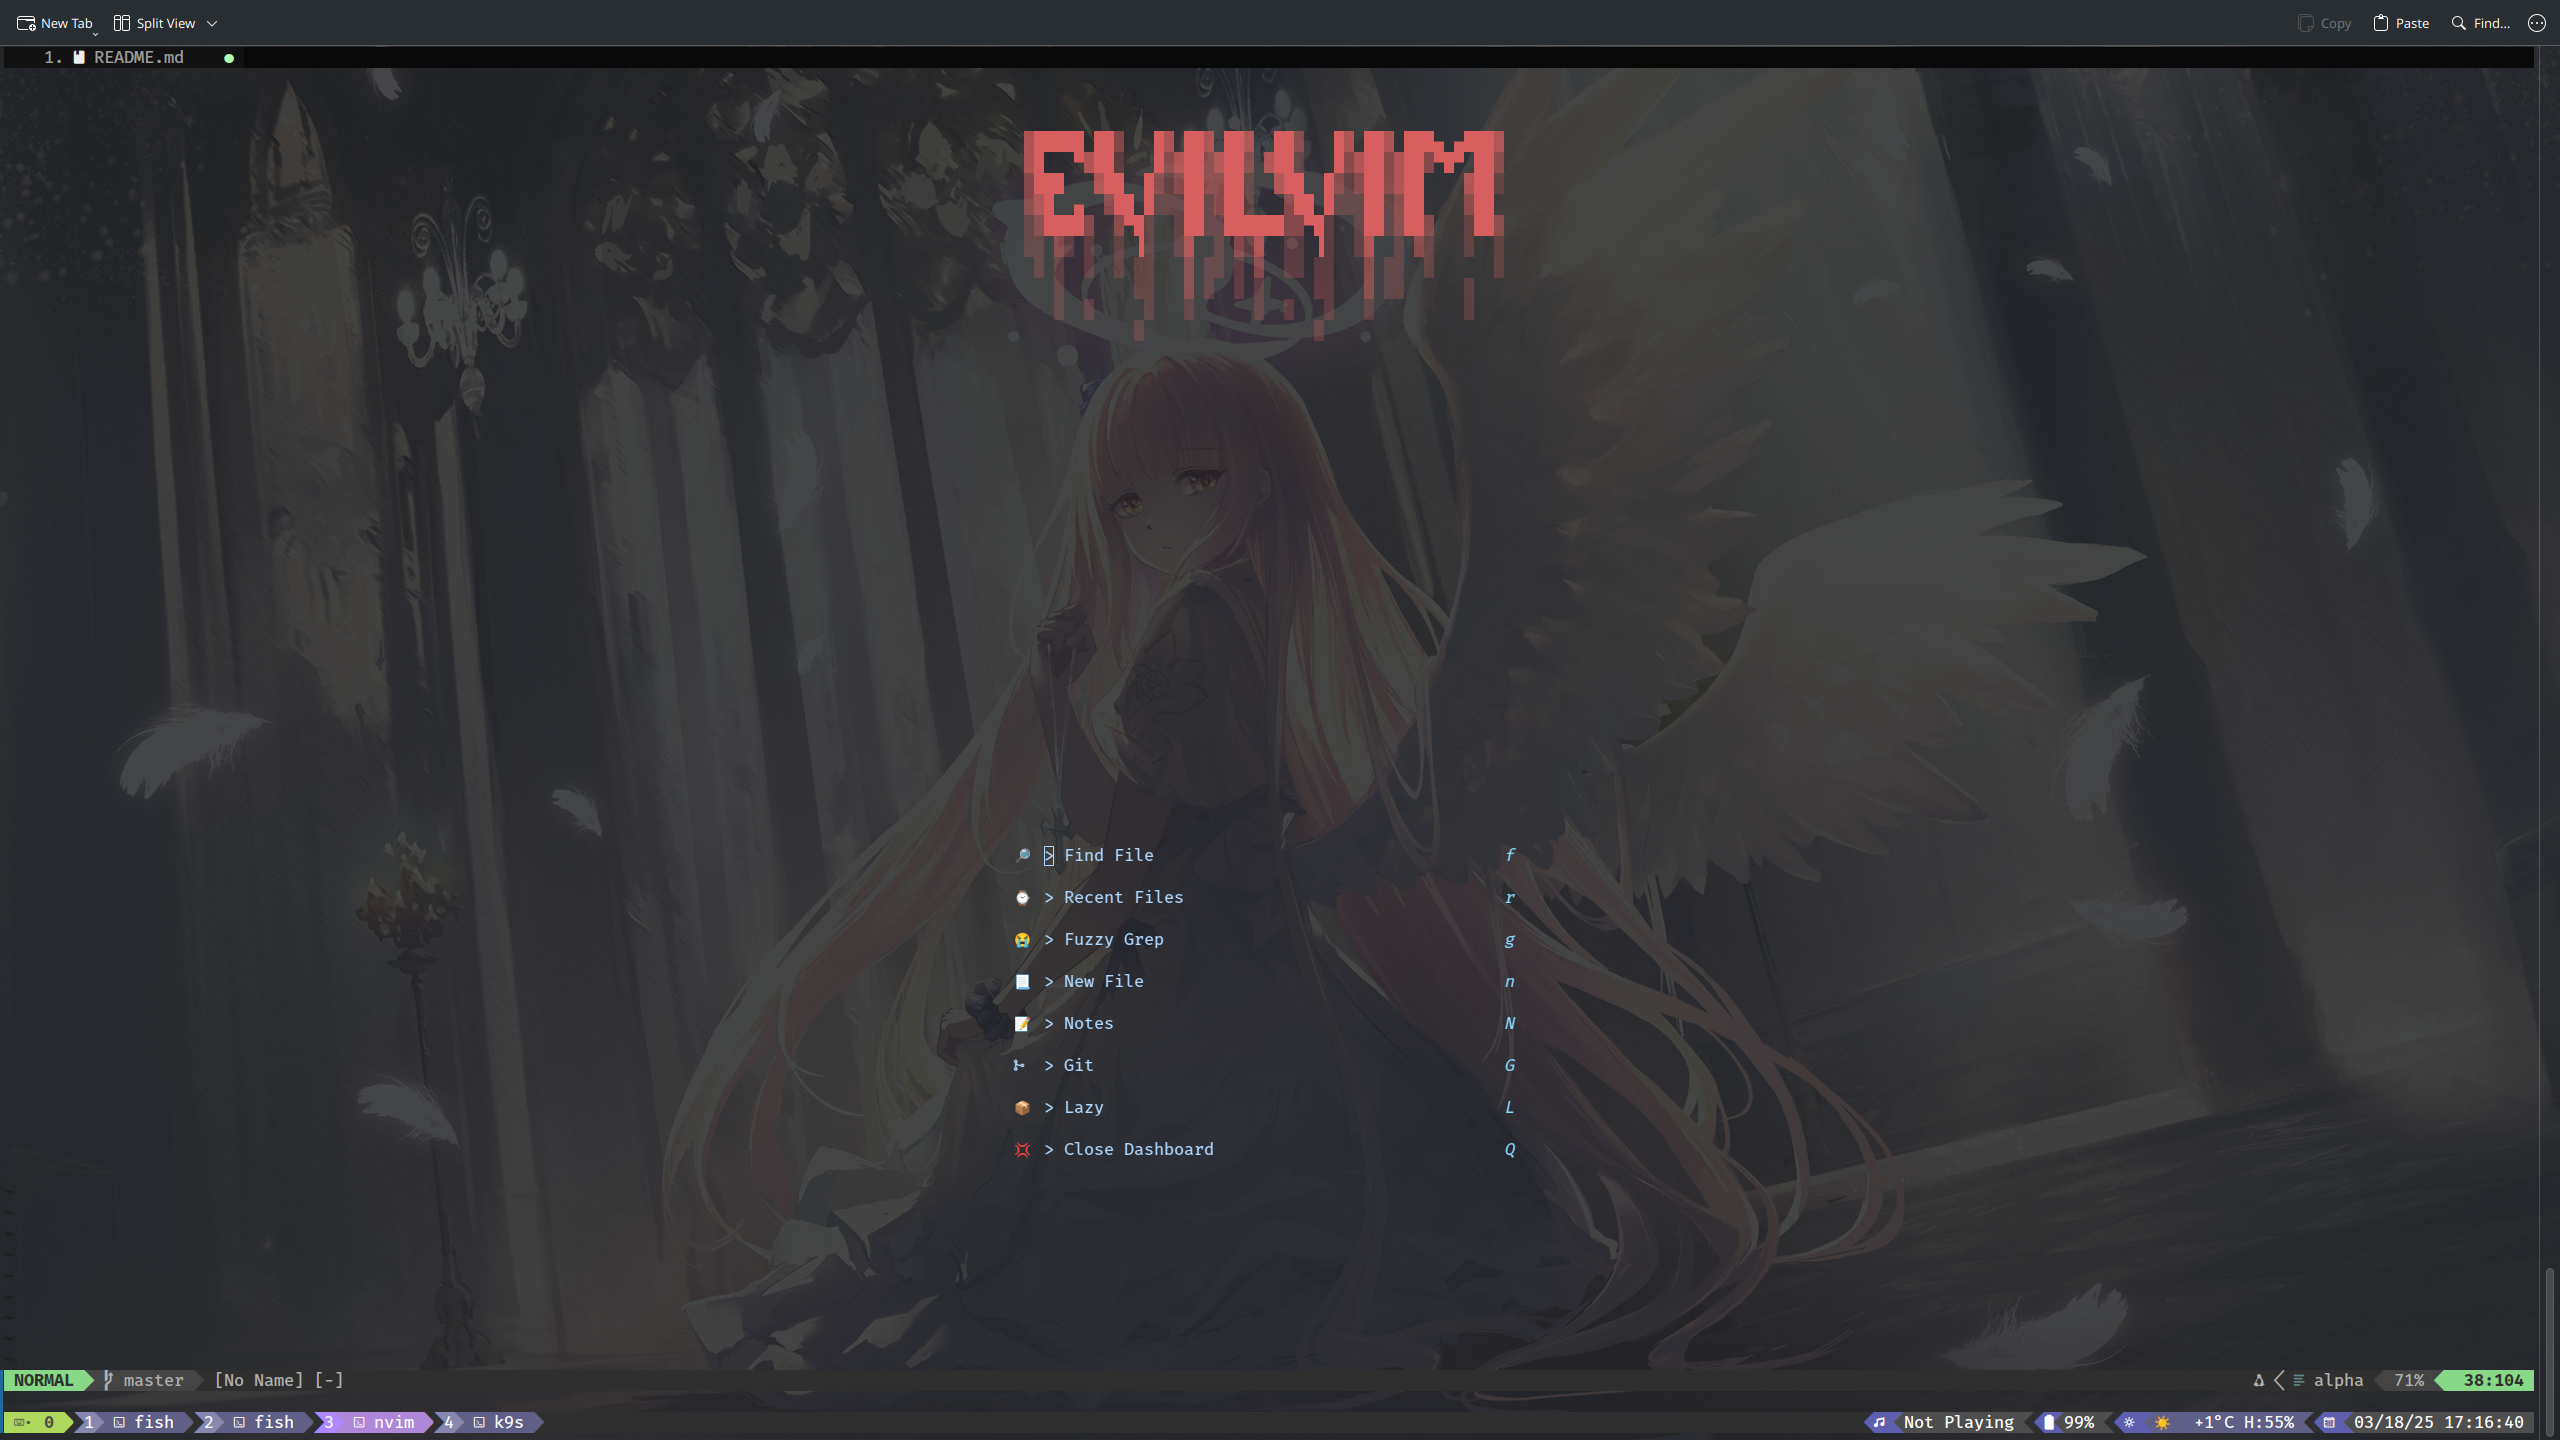 New Tab Split View Copy Paste Find...
1. README.md
EVILVIM
> Find File f
> Recent Files r
> Fuzzy Grep g
> New File n
> Notes N
> Git G
> Lazy L
> Close Dashboard Q
~
~
~
~
~
~
~
~
NORMAL master [No Name] [-] alpha 71% 38:104
0 1 fish 2 fish 3 nvim 4 k9s Not Playing 99% +1°C H:55% 03/18/25 17:16:40